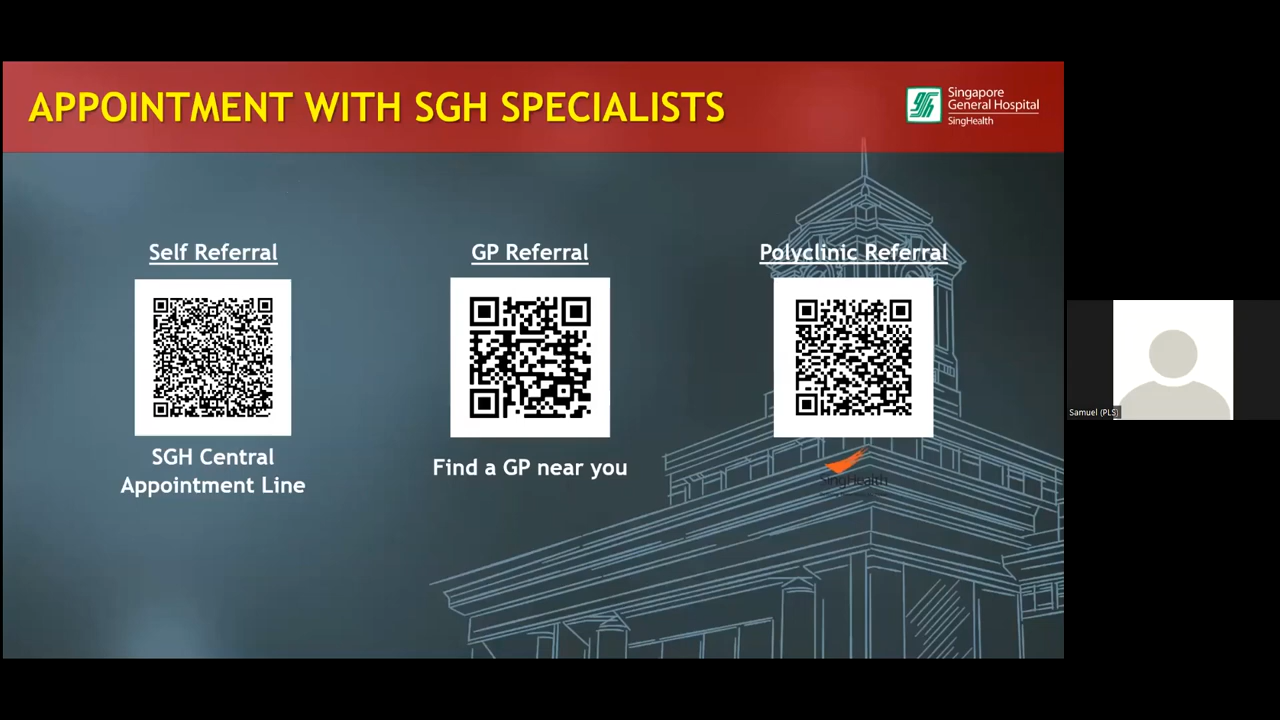 APPOINTMENT WITH SGH SPECIALISTS
Singapore
General Hospital
SingHealth
Self Referral
GP Referral
Polyclinic Referral
SGH Central
Appointment Line
Find a GP near you
SingHealth
Samuel (PLS)